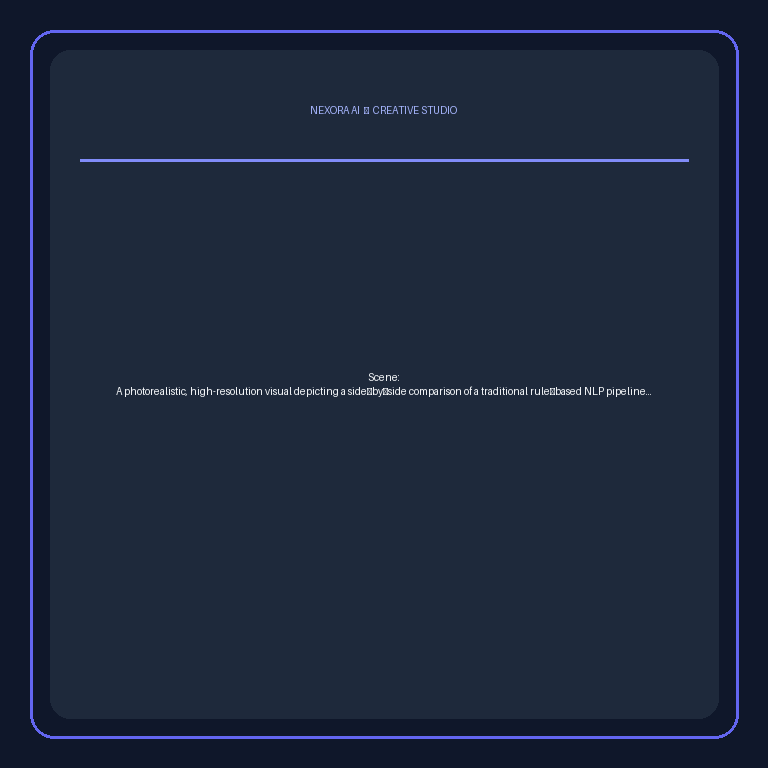 NEXORA AI ▯ CREATIVE STUDIO
Scene:
A photorealistic, high-resolution visual depicting a side▯by▯side comparison of a traditional rule▯based NLP pipeline...